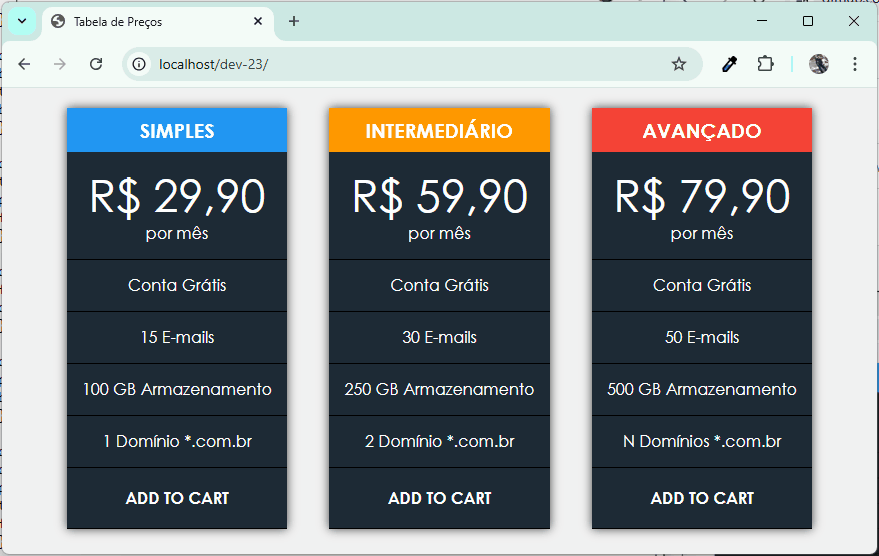 Tabela de Preços
localhost/dev-23/
SIMPLES
R$ 29,90
por mês
Conta Grátis
15 E-mails
100 GB Armazenamento
1 Domínio *.com.br
ADD TO CART
INTERMEDIÁRIO
R$ 59,90
por mês
Conta Grátis
30 E-mails
250 GB Armazenamento
2 Domínio *.com.br
ADD TO CART
AVANÇADO
R$ 79,90
por mês
Conta Grátis
50 E-mails
500 GB Armazenamento
N Domínios *.com.br
ADD TO CART